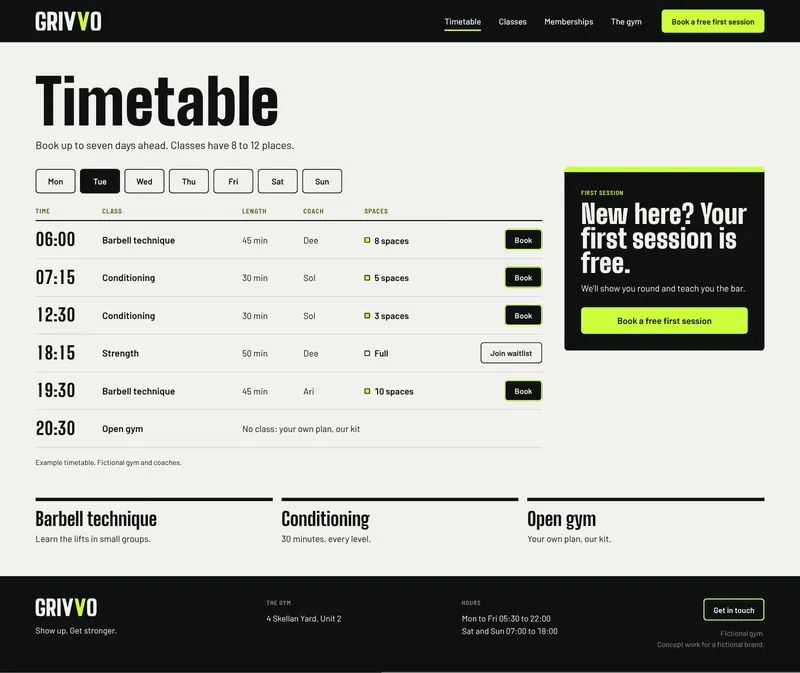 GRIVVO
Timetable Classes Memberships The gym Book a free first session
Timetable
Book up to seven days ahead. Classes have 8 to 12 places.
Mon Tue Wed Thu Fri Sat Sun
TIME CLASS LENGTH COACH SPACES
06:00 Barbell technique 45 min Dee 8 spaces Book
07:15 Conditioning 30 min Sol 5 spaces Book
12:30 Conditioning 30 min Sol 3 spaces Book
18:15 Strength 50 min Dee Full Join waitlist
19:30 Barbell technique 45 min Ari 10 spaces Book
20:30 Open gym No class: your own plan, our kit
Example timetable. Fictional gym and coaches.
FIRST SESSION
New here? Your
first session is
free.
We'll show you round and teach you the bar.
Book a free first session
Barbell technique
Learn the lifts in small groups.
Conditioning
30 minutes, every level.
Open gym
Your own plan, our kit.
GRIVVO
Show up. Get stronger.
THE GYM
4 Skellan Yard, Unit 2
HOURS
Mon to Fri 05:30 to 22:00
Sat and Sun 07:00 to 18:00
Get in touch
Fictional gym.
Concept work for a fictional brand.